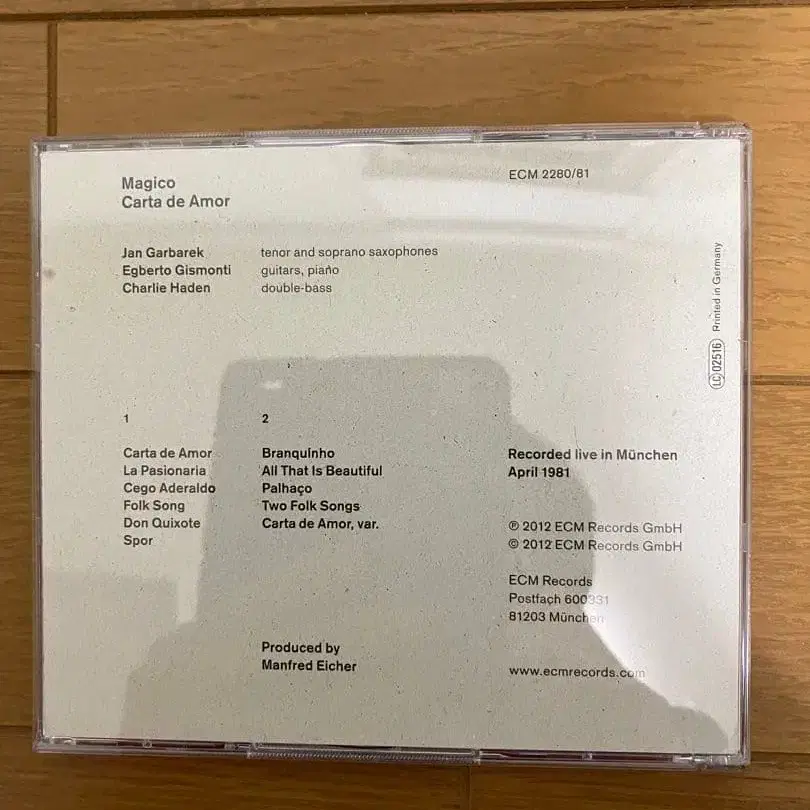 Magico
Carta de Amor
ECM 2280/81
Jan Garbarek tenor and soprano saxophones
Egberto Gismonti guitars, piano
Charlie Haden double-bass
Printed in Germany
LC 02516
1
Carta de Amor
La Pasionaria
Cego Aderaldo
Folk Song
Don Quixote
Spor
2
Branquinho
All That Is Beautiful
Palhaço
Two Folk Songs
Carta de Amor, var.
Produced by
Manfred Eicher
Recorded live in München
April 1981
℗ 2012 ECM Records GmbH
© 2012 ECM Records GmbH
ECM Records
Postfach 600331
81203 München
www.ecmrecords.com